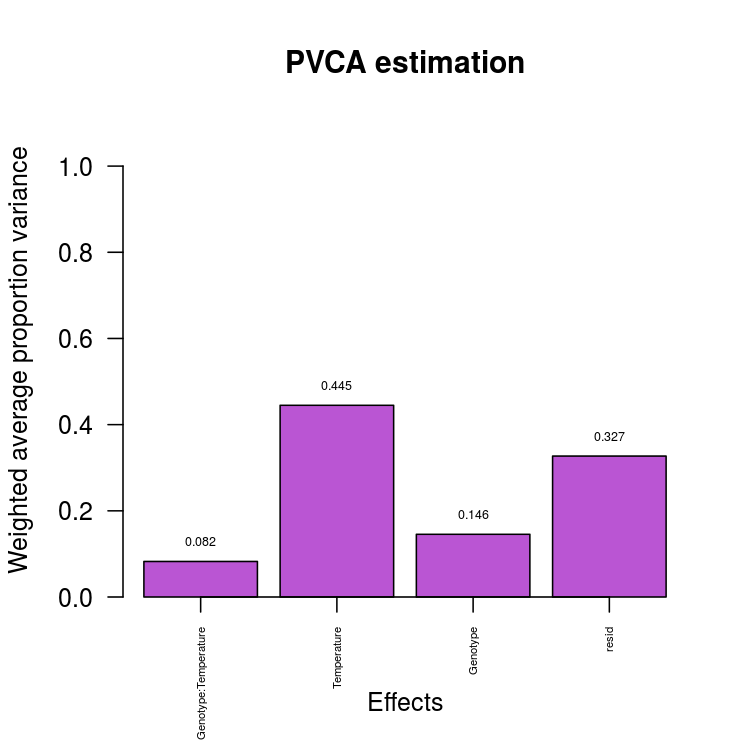 PVCA estimation
Weighted average proportion variance
1.0
0.8
0.6
0.4
0.2
0.0
0.082
0.445
0.146
0.327
Genotype:Temperature
Temperature
Genotype
resid
Effects